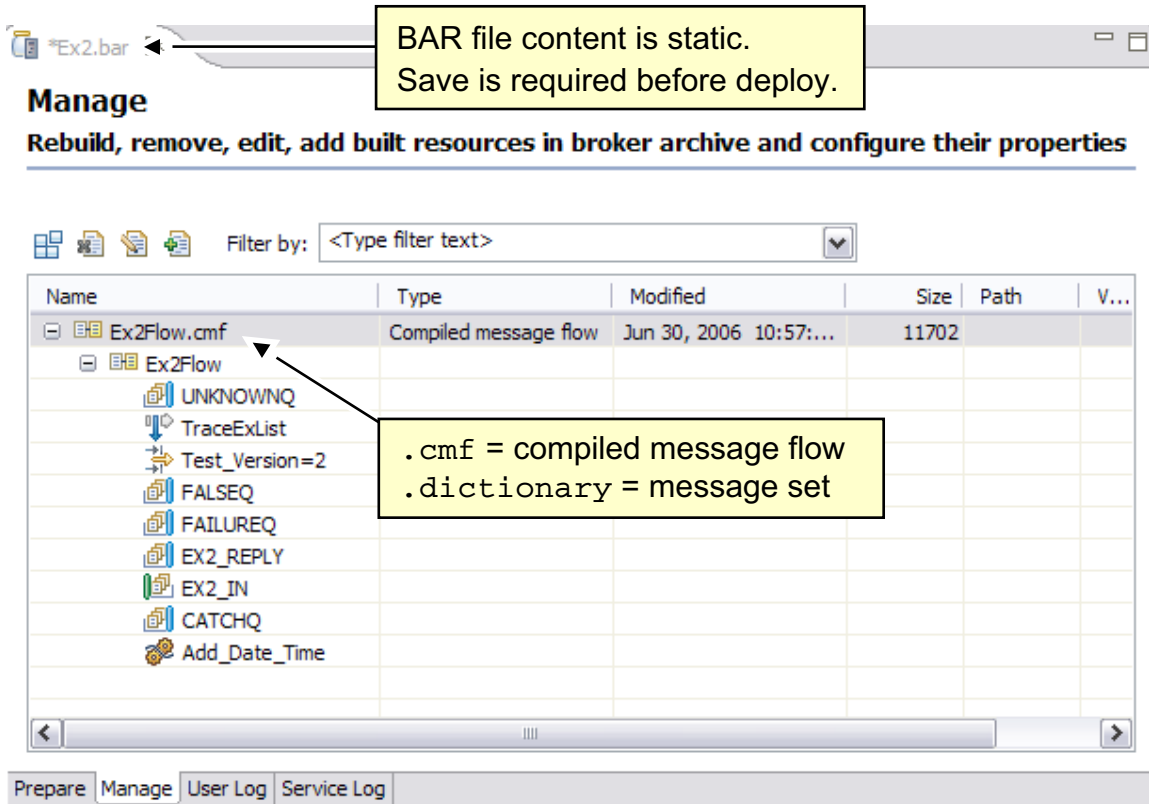 *Ex2.bar
BAR file content is static.
Save is required before deploy.
Manage
Rebuild, remove, edit, add built resources in broker archive and configure their properties
Filter by: <Type filter text>
Name Type Modified Size Path V...
Ex2Flow.cmf Compiled message flow Jun 30, 2006 10:57:... 11702
Ex2Flow
UNKNOWNQ
TraceExList
Test_Version=2
.cmf = compiled message flow
.dictionary = message set
FALSEQ
FAILUREQ
EX2_REPLY
EX2_IN
CATCHQ
Add_Date_Time
Prepare Manage User Log Service Log